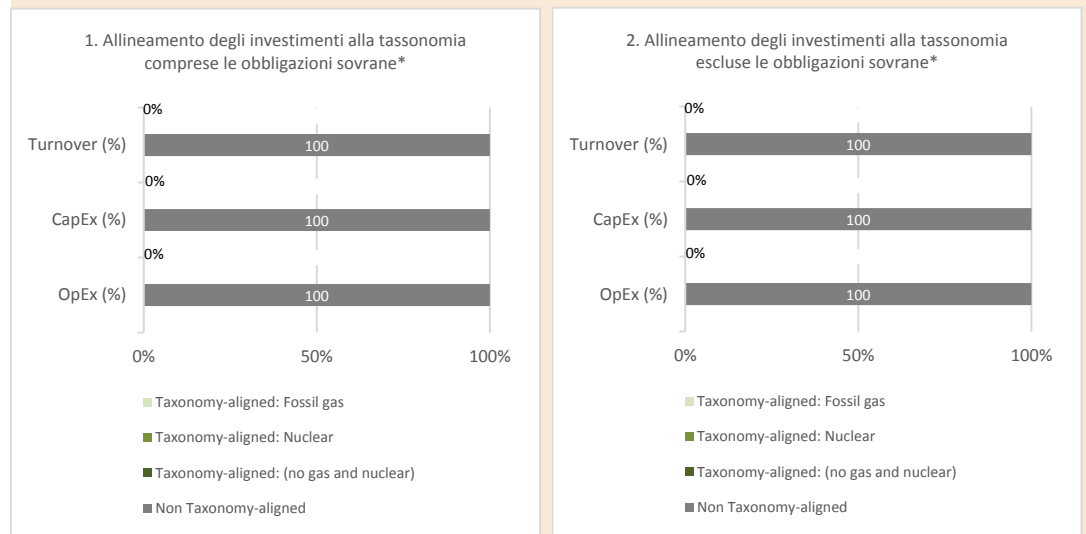 1. Allineamento degli investimenti alla tassonomia
comprese le obbligazioni sovrane*
0%
Turnover (%)
100
0%
CapEx (%)
100
0%
OpEx (%)
100
0%
50%
100%
Taxonomy-aligned: Fossil gas
Taxonomy-aligned: Nuclear
Taxonomy-aligned: (no gas and nuclear)
Non Taxonomy-aligned
2. Allineamento degli investimenti alla tassonomia
escluse le obbligazioni sovrane*
0%
Turnover (%)
100
0%
CapEx (%)
100
0%
OpEx (%)
100
0%
50%
100%
Taxonomy-aligned: Fossil gas
Taxonomy-aligned: Nuclear
Taxonomy-aligned: (no gas and nuclear)
Non Taxonomy-aligned